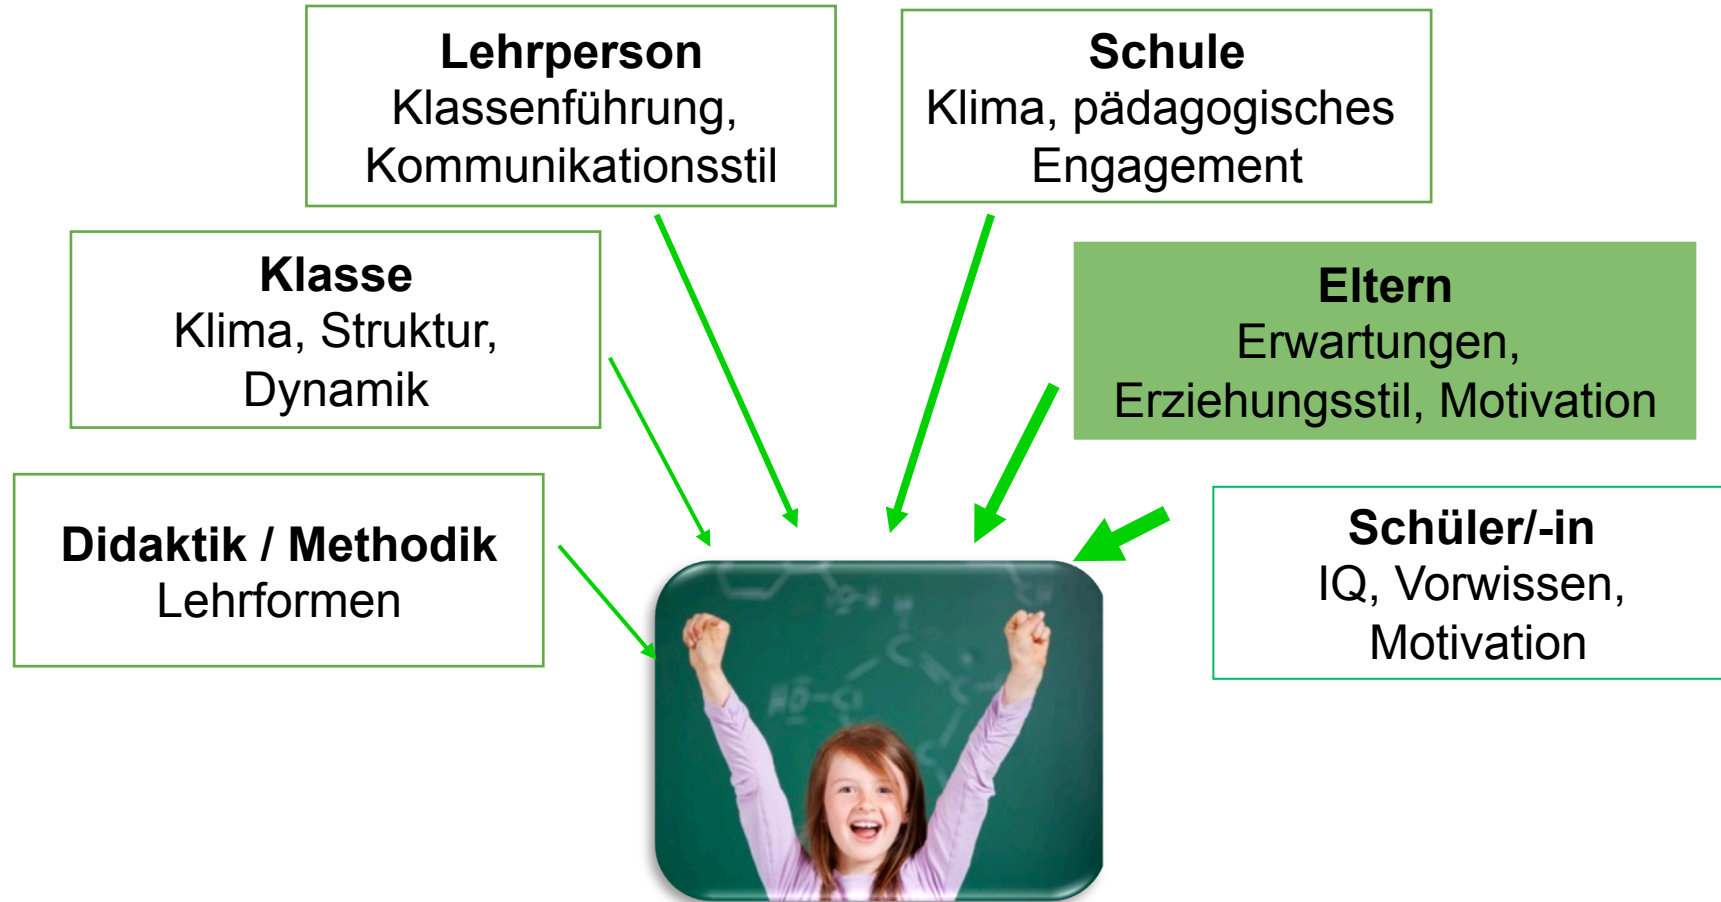 Lehrperson
Klassenführung,
Kommunikationsstil
Schule
Klima, pädagogisches
Engagement
Klasse
Klima, Struktur,
Dynamik
Eltern
Erwartungen,
Erziehungsstil, Motivation
Didaktik / Methodik
Lehrformen
Schüler/-in
IQ, Vorwissen,
Motivation